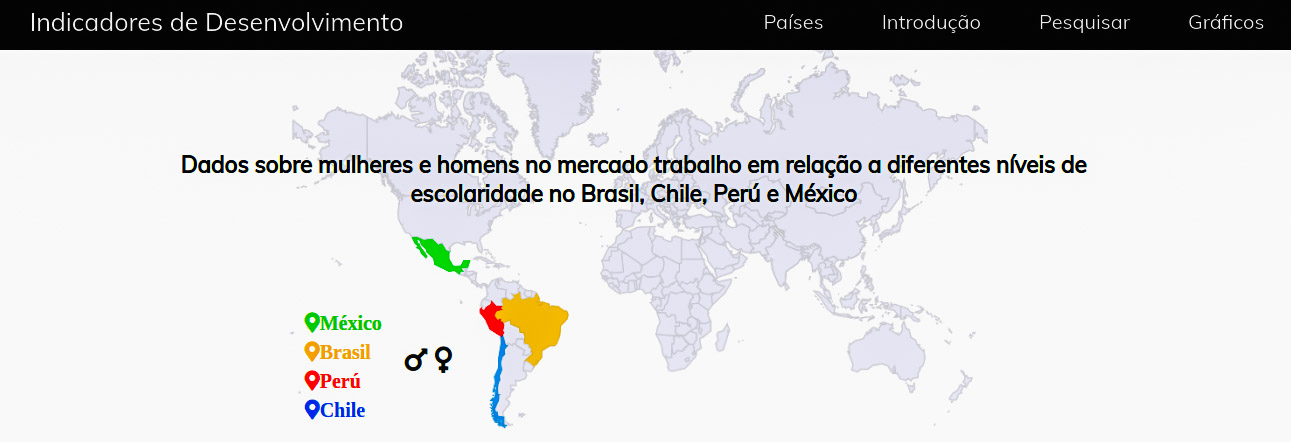 Indicadores de Desenvolvimento
Países
Introdução
Pesquisar
Gráficos
Dados sobre mulheres e homens no mercado trabalho em relação a diferentes níveis de
escolaridade no Brasil, Chile, Perú e México
México
Brasil
Perú
Chile